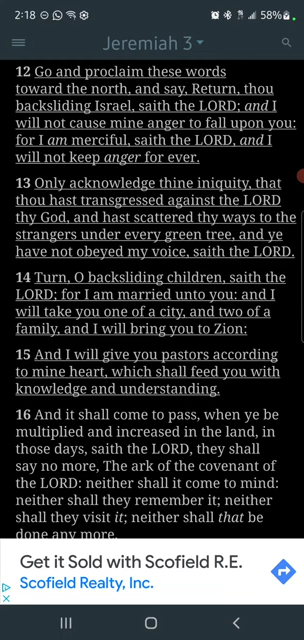 2:18
58%
Jeremiah 3
12 Go and proclaim these words
toward the north, and say, Return, thou
backsliding Israel, saith the LORD; and I
will not cause mine anger to fall upon you:
for I am merciful, saith the LORD, and I
will not keep anger for ever.
13 Only acknowledge thine iniquity, that
thou hast transgressed against the LORD
thy God, and hast scattered thy ways to the
strangers under every green tree, and ye
have not obeyed my voice, saith the LORD.
14 Turn, O backsliding children, saith the
LORD; for I am married unto you: and I
will take you one of a city, and two of a
family, and I will bring you to Zion:
15 And I will give you pastors according
to mine heart, which shall feed you with
knowledge and understanding.
16 And it shall come to pass, when ye be
multiplied and increased in the land, in
those days, saith the LORD, they shall
say no more, The ark of the covenant of
the LORD: neither shall it come to mind:
neither shall they remember it; neither
shall they visit it; neither shall that be
done any more.
Get it Sold with Scofield R.E.
Scofield Realty, Inc.